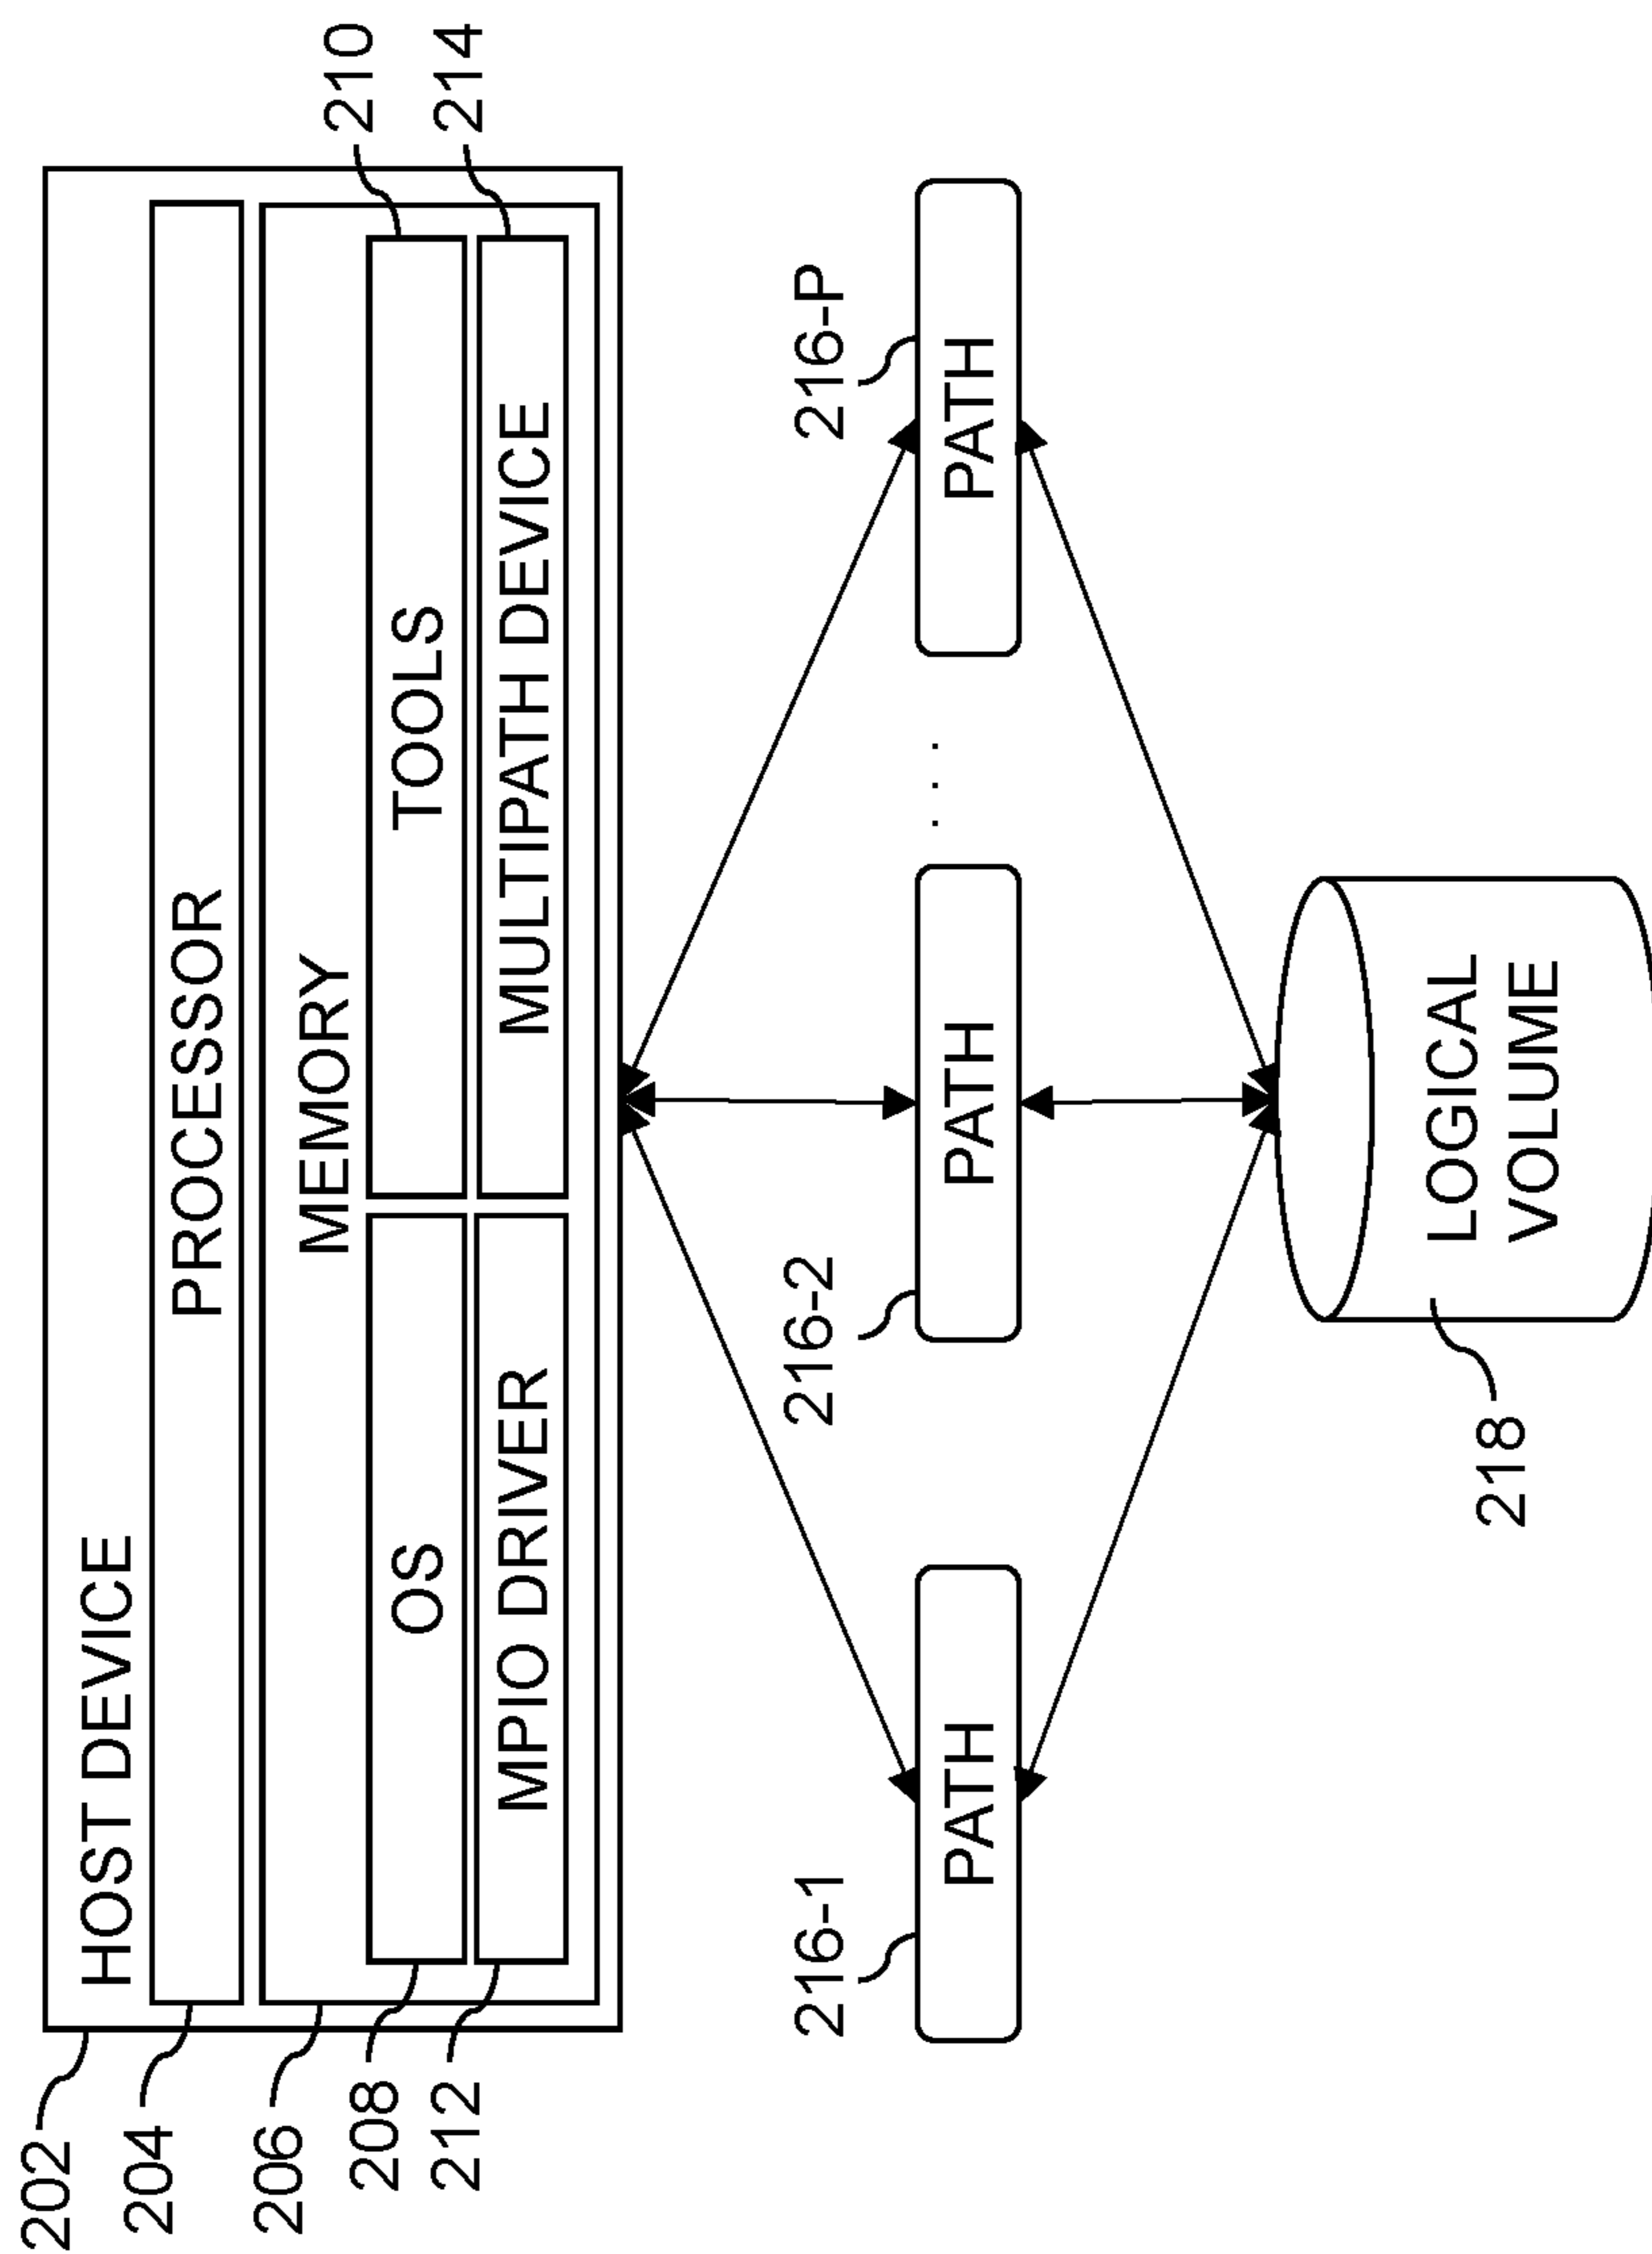 202
HOST DEVICE
204
PROCESSOR
206
MEMORY
208
OS
TOOLS
210
212
MPIO DRIVER
MULTIPATH DEVICE
214
216-1
PATH
216-2
PATH
. . .
216-P
PATH
218
LOGICAL
VOLUME